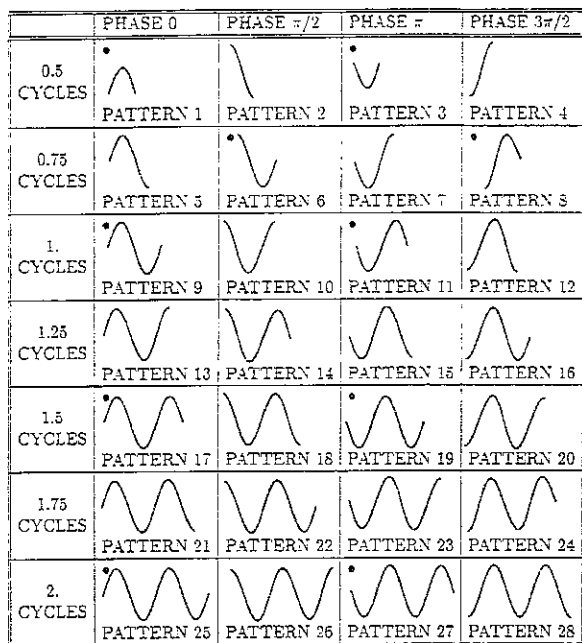 PHASE 0 PHASE π/2 PHASE π PHASE 3π/2
0.5
CYCLES
PATTERN 1 PATTERN 2 PATTERN 3 PATTERN 4
0.75
CYCLES
PATTERN 5 PATTERN 6 PATTERN 7 PATTERN 8
1.
CYCLES
PATTERN 9 PATTERN 10 PATTERN 11 PATTERN 12
1.25
CYCLES
PATTERN 13 PATTERN 14 PATTERN 15 PATTERN 16
1.5
CYCLES
PATTERN 17 PATTERN 18 PATTERN 19 PATTERN 20
1.75
CYCLES
PATTERN 21 PATTERN 22 PATTERN 23 PATTERN 24
2.
CYCLES
PATTERN 25 PATTERN 26 PATTERN 27 PATTERN 28